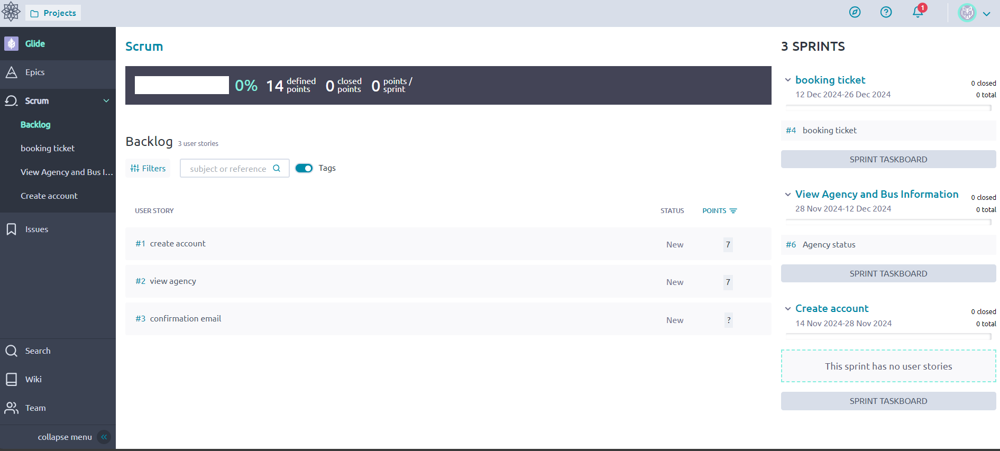 Projects
1
Glide
Epics
Scrum
Backlog
booking ticket
View Agency and Bus I...
Create account
Issues
Search
Wiki
Team
collapse menu
Scrum
0% 14 defined points 0 closed points 0 points / sprint
Backlog 3 user stories
Filters subject or reference Tags
USER STORY STATUS POINTS
#1 create account New 7
#2 view agency New 7
#3 confirmation email New ?
3 SPRINTS
booking ticket 0 closed
12 Dec 2024-26 Dec 2024 0 total
#4 booking ticket
SPRINT TASKBOARD
View Agency and Bus Information 0 closed
28 Nov 2024-12 Dec 2024 0 total
#6 Agency status
SPRINT TASKBOARD
Create account 0 closed
14 Nov 2024-28 Nov 2024 0 total
This sprint has no user stories
SPRINT TASKBOARD